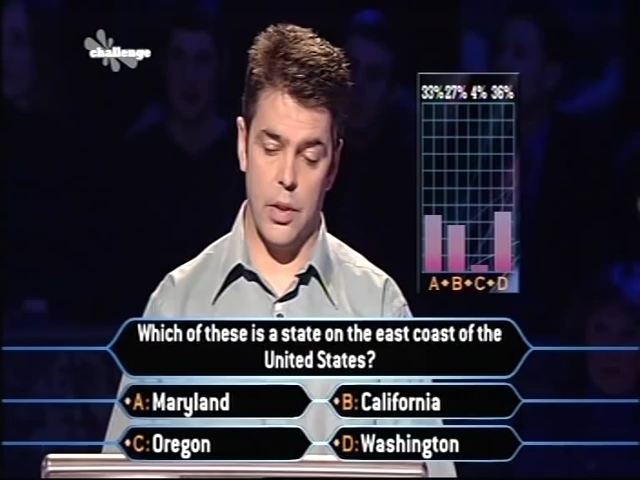 challenge
33% 27% 4% 36%
A B C D
Which of these is a state on the east coast of the
United States?
A: Maryland
B: California
C: Oregon
D: Washington